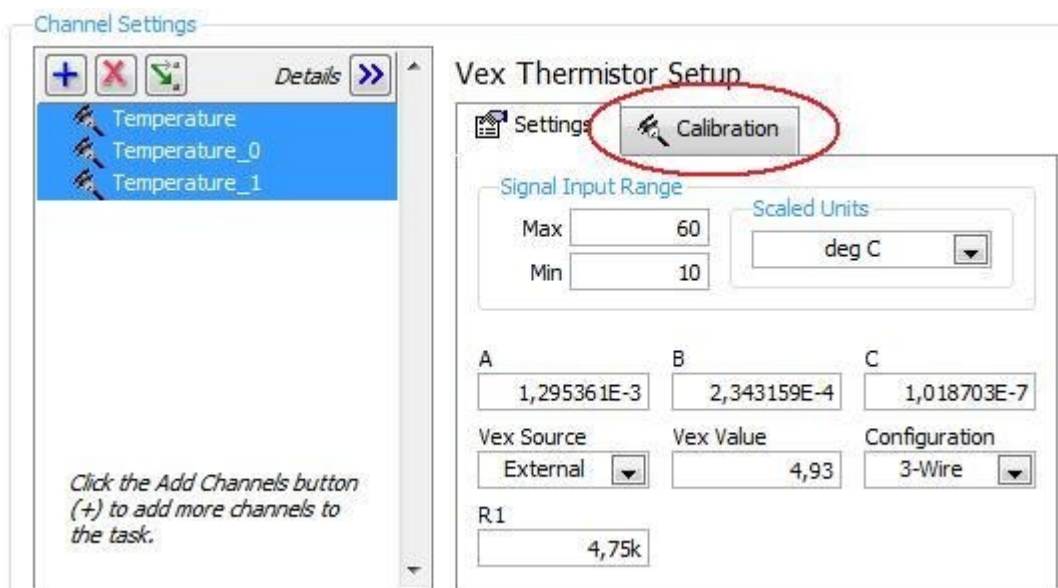 Channel Settings
Details
Temperature
Temperature_0
Temperature_1
Click the Add Channels button
(+) to add more channels to
the task.
Vex Thermistor Setup
Settings
Calibration
Signal Input Range
Max 60
Min 10
Scaled Units
deg C
A B C
1,295361E-3 2,343159E-4 1,018703E-7
Vex Source Vex Value Configuration
External 4,93 3-Wire
R1
4,75k